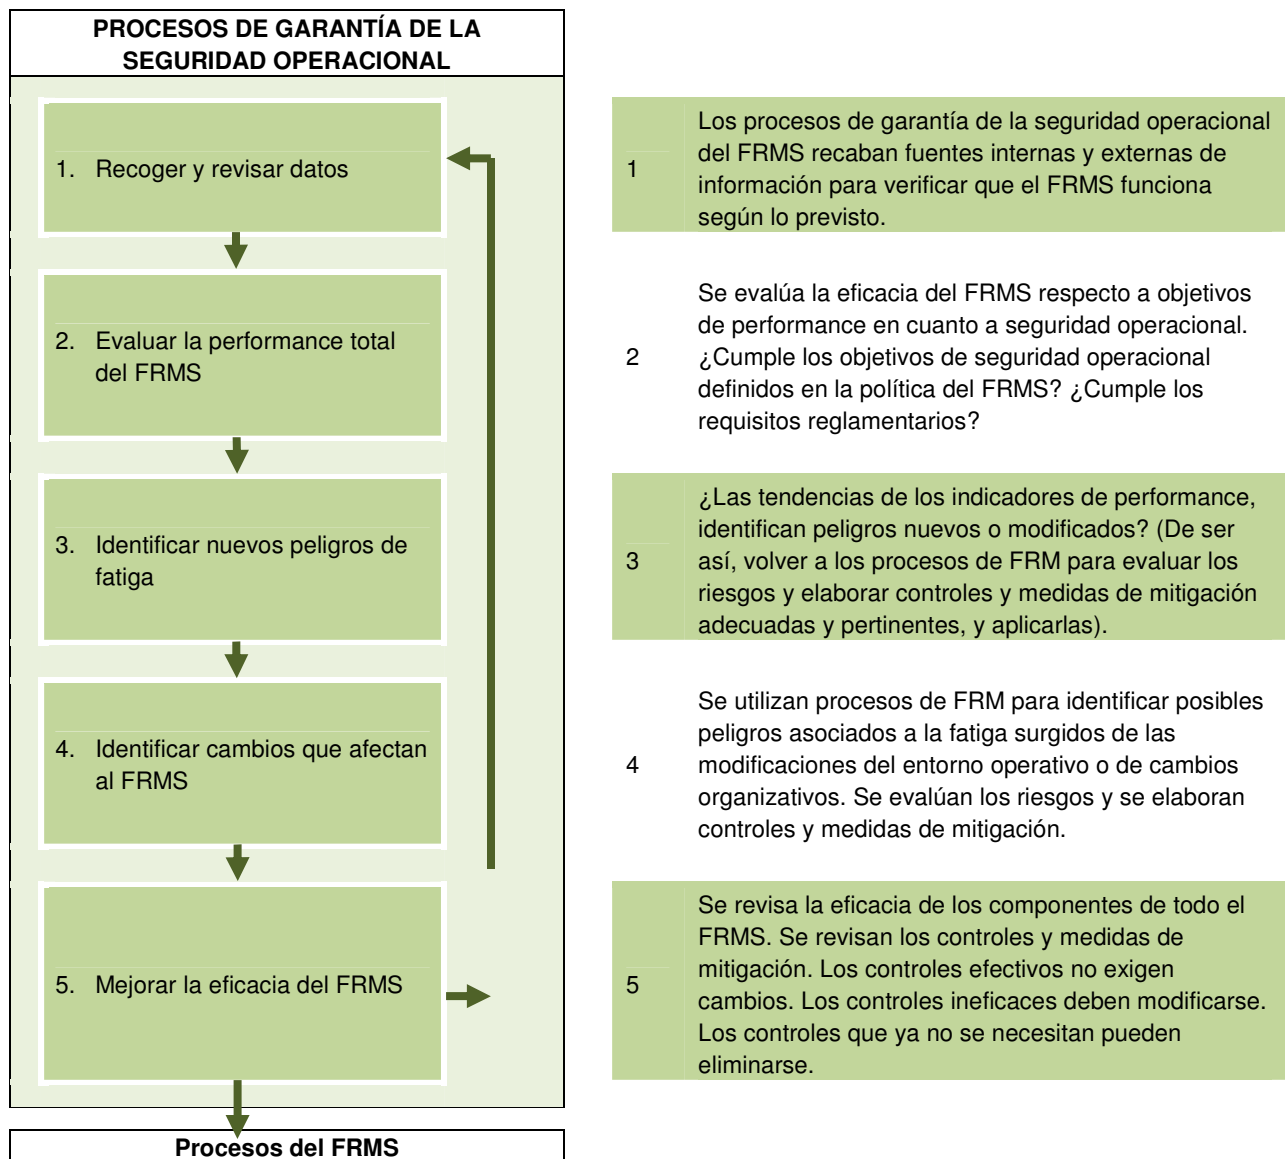 PROCESOS DE GARANTÍA DE LA
SEGURIDAD OPERACIONAL
1. Recoger y revisar datos
2. Evaluar la performance total
del FRMS
3. Identificar nuevos peligros de
fatiga
4. Identificar cambios que afectan
al FRMS
5. Mejorar la eficacia del FRMS
Procesos del FRMS
1
Los procesos de garantía de la seguridad operacional
del FRMS recaban fuentes internas y externas de
información para verificar que el FRMS funciona
según lo previsto.
2
Se evalúa la eficacia del FRMS respecto a objetivos
de performance en cuanto a seguridad operacional.
¿Cumple los objetivos de seguridad operacional
definidos en la política del FRMS? ¿Cumple los
requisitos reglamentarios?
3
¿Las tendencias de los indicadores de performance,
identifican peligros nuevos o modificados? (De ser
así, volver a los procesos de FRM para evaluar los
riesgos y elaborar controles y medidas de mitigación
adecuadas y pertinentes, y aplicarlas).
4
Se utilizan procesos de FRM para identificar posibles
peligros asociados a la fatiga surgidos de las
modificaciones del entorno operativo o de cambios
organizativos. Se evalúan los riesgos y se elaboran
controles y medidas de mitigación.
5
Se revisa la eficacia de los componentes de todo el
FRMS. Se revisan los controles y medidas de
mitigación. Los controles efectivos no exigen
cambios. Los controles ineficaces deben modificarse.
Los controles que ya no se necesitan pueden
eliminarse.